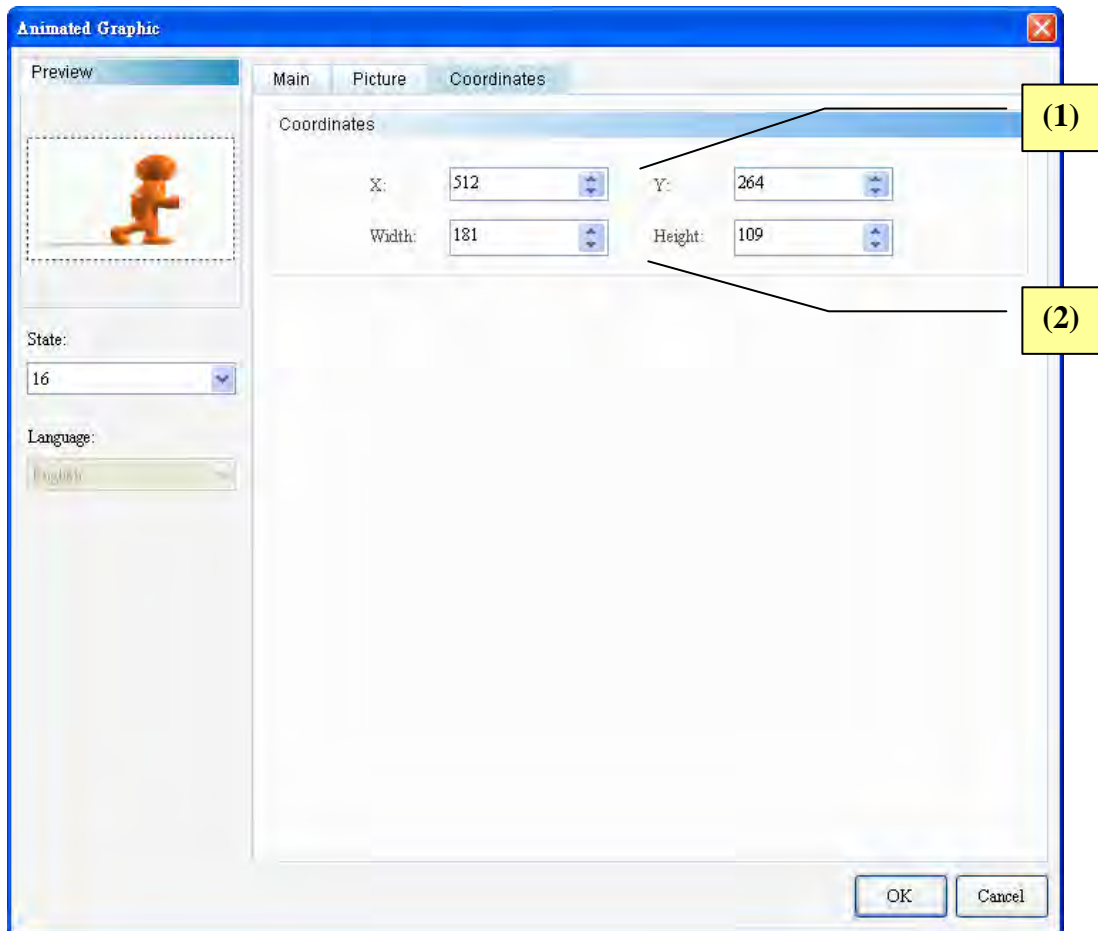 Animated Graphic
Preview
Main Picture Coordinates
Coordinates
(1)
X: 512 Y: 264
Width: 181 Height: 109
(2)
State:
16
Language:
English
OK Cancel